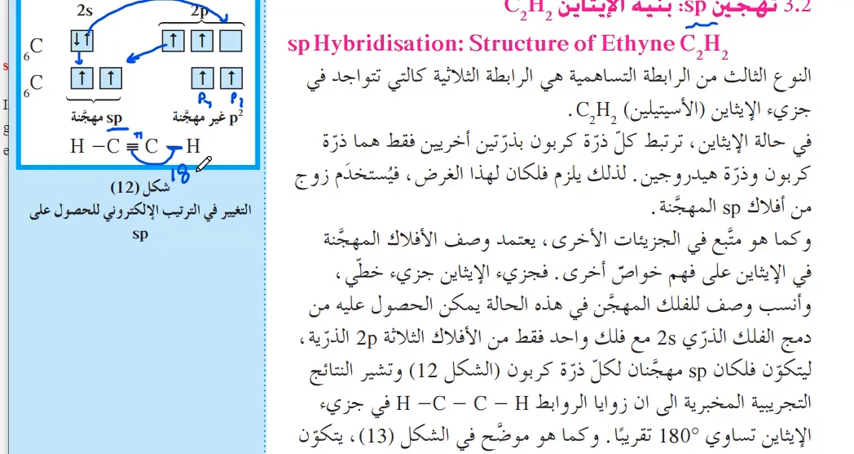 3.2 تهجين sp: بنية الإيثاين C₂H₂
sp Hybridisation: Structure of Ethyne C₂H₂
النوع الثالث من الرابطة التساهمية هي الرابطة الثلاثية كالتي تتواجد في
جزيء الإيثاين (الأسيتيلين) C₂H₂.
في حالة الإيثاين، ترتبط كلّ ذرّة كربون بذرّتين أخريين فقط هما ذرّة
كربون وذرّة هيدروجين. لذلك يلزم فلكان لهذا الغرض، فيُستخدَم زوج
من أفلاك sp المهجَّنة.
وكما هو متَّبع في الجزيئات الأخرى، يعتمد وصف الأفلاك المهجَّنة
في الإيثاين على فهم خواصّ أخرى. فجزيء الإيثاين جزيء خطّي،
وأنسب وصف للفلك المهجَّن في هذه الحالة يمكن الحصول عليه من
دمج الفلك الذرّي 2s مع فلك واحد فقط من الأفلاك الثلاثة 2p الذرّية،
ليتكوّن فلكان sp مهجَّنان لكلّ ذرّة كربون (الشكل 12) وتشير النتائج
التجريبية المخبرية الى ان زوايا الروابط H – C – C – H في جزيء
الإيثاين تساوي 180° تقريبًا. وكما هو موضَّح في الشكل (13)، يتكوّن
2s 2p
₆C
₆C
P₂
sp مهجَّنة
p² غير مهجَّنة
H – C ≡ C – H
π
18
شكل (12)
التغيير في الترتيب الإلكتروني للحصول على
sp